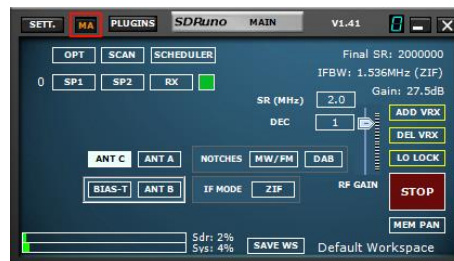 SETT. MA PLUGINS SDRuno MAIN V1.41 8
OPT SCAN SCHEDULER Final SR: 2000000
IFBW: 1.536MHz (ZIF)
0 SP1 SP2 RX Gain: 27.5dB
SR (MHz) 2.0
ADD VRX
DEC 1
DEL VRX
ANT C ANT A NOTCHES MW/FM DAB LO LOCK
BIAS-T ANT B IF MODE ZIF RF GAIN STOP
MEM PAN
Sdr: 2%
Sys: 4% SAVE WS Default Workspace